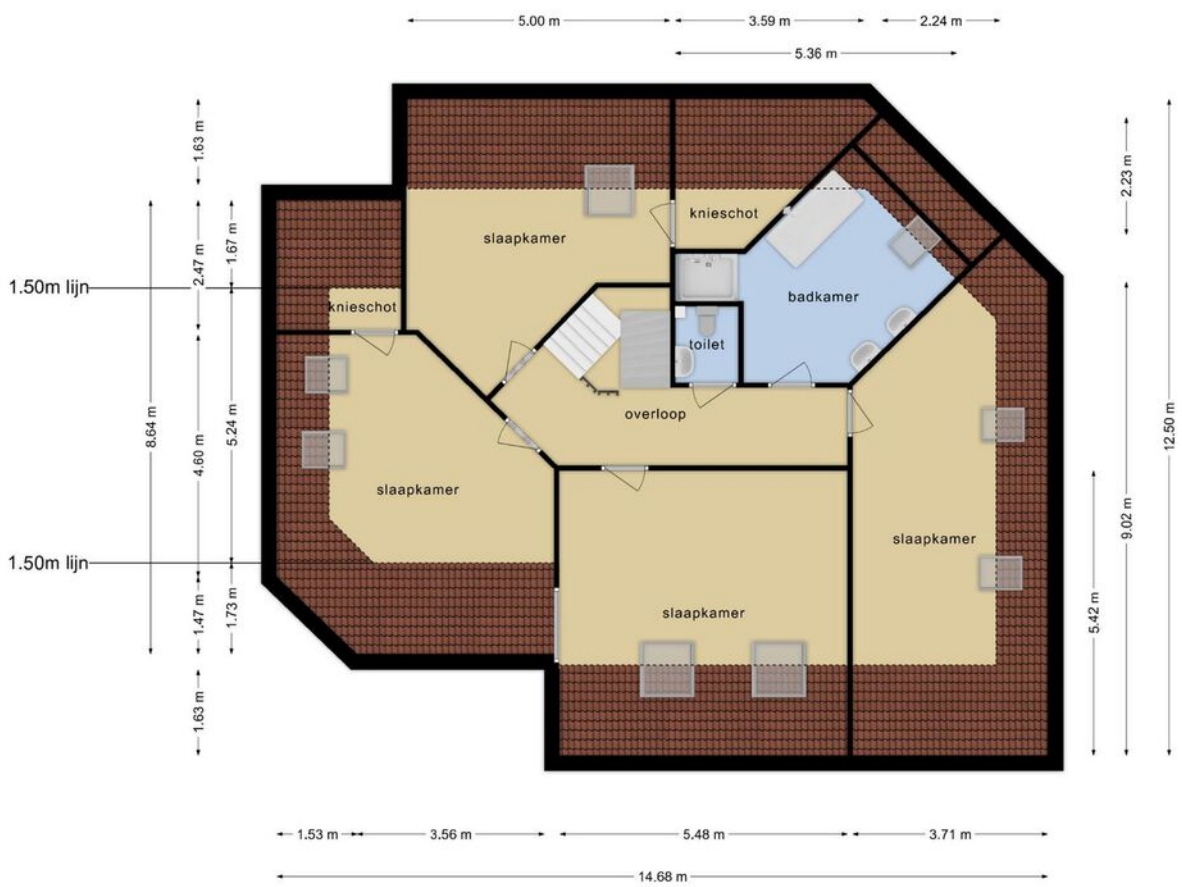 5.00 m
3.59 m
2.24 m
5.36 m
1.63 m
2.23 m
2.47 m
1.67 m
knieschot
slaapkamer
1.50m lijn
knieschot
badkamer
toilet
overloop
8.64 m
4.60 m
5.24 m
12.50 m
9.02 m
slaapkamer
slaapkamer
1.50m lijn
slaapkamer
5.42 m
1.47 m
1.73 m
1.63 m
1.53 m
3.56 m
5.48 m
3.71 m
14.68 m